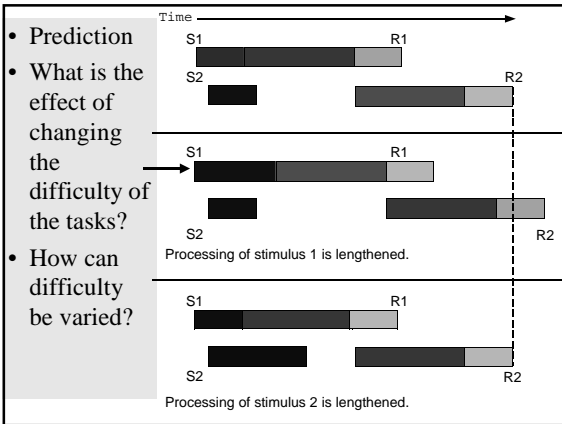 • Prediction
• What is the
effect of
changing
the
difficulty of
the tasks?
• How can
difficulty
be varied?
Time
S1 R1
S2 R2
S1 R1
S2 R2
Processing of stimulus 1 is lengthened.
S1 R1
S2 R2
Processing of stimulus 2 is lengthened.